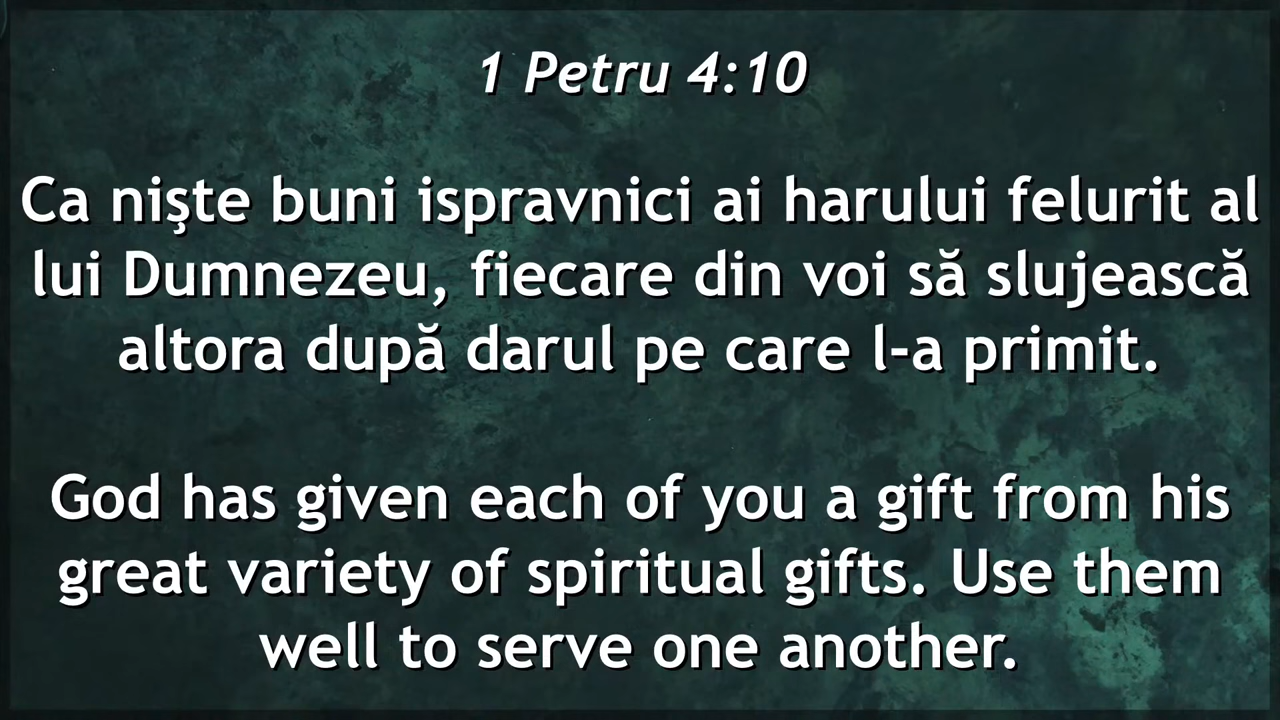 1 Petru 4:10
Ca nişte buni ispravnici ai harului felurit al
lui Dumnezeu, fiecare din voi să slujească
altora după darul pe care l-a primit.
God has given each of you a gift from his
great variety of spiritual gifts. Use them
well to serve one another.